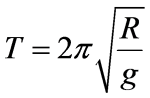 T = 2π√(R/g)